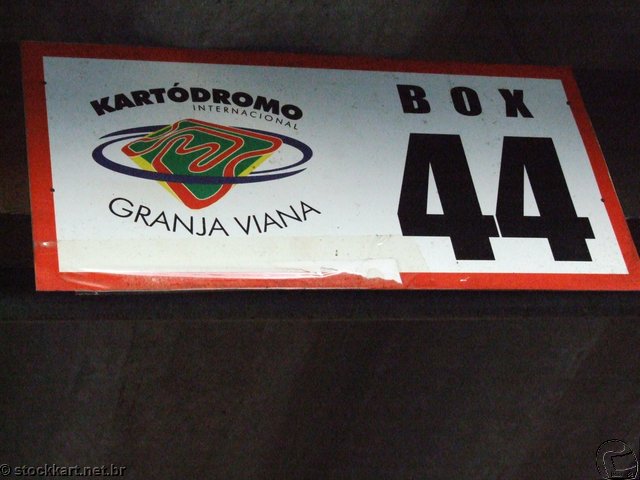 KARTÓDROMO
INTERNACIONAL
GRANJA VIANA
BOX
44
© stockkart.net.br